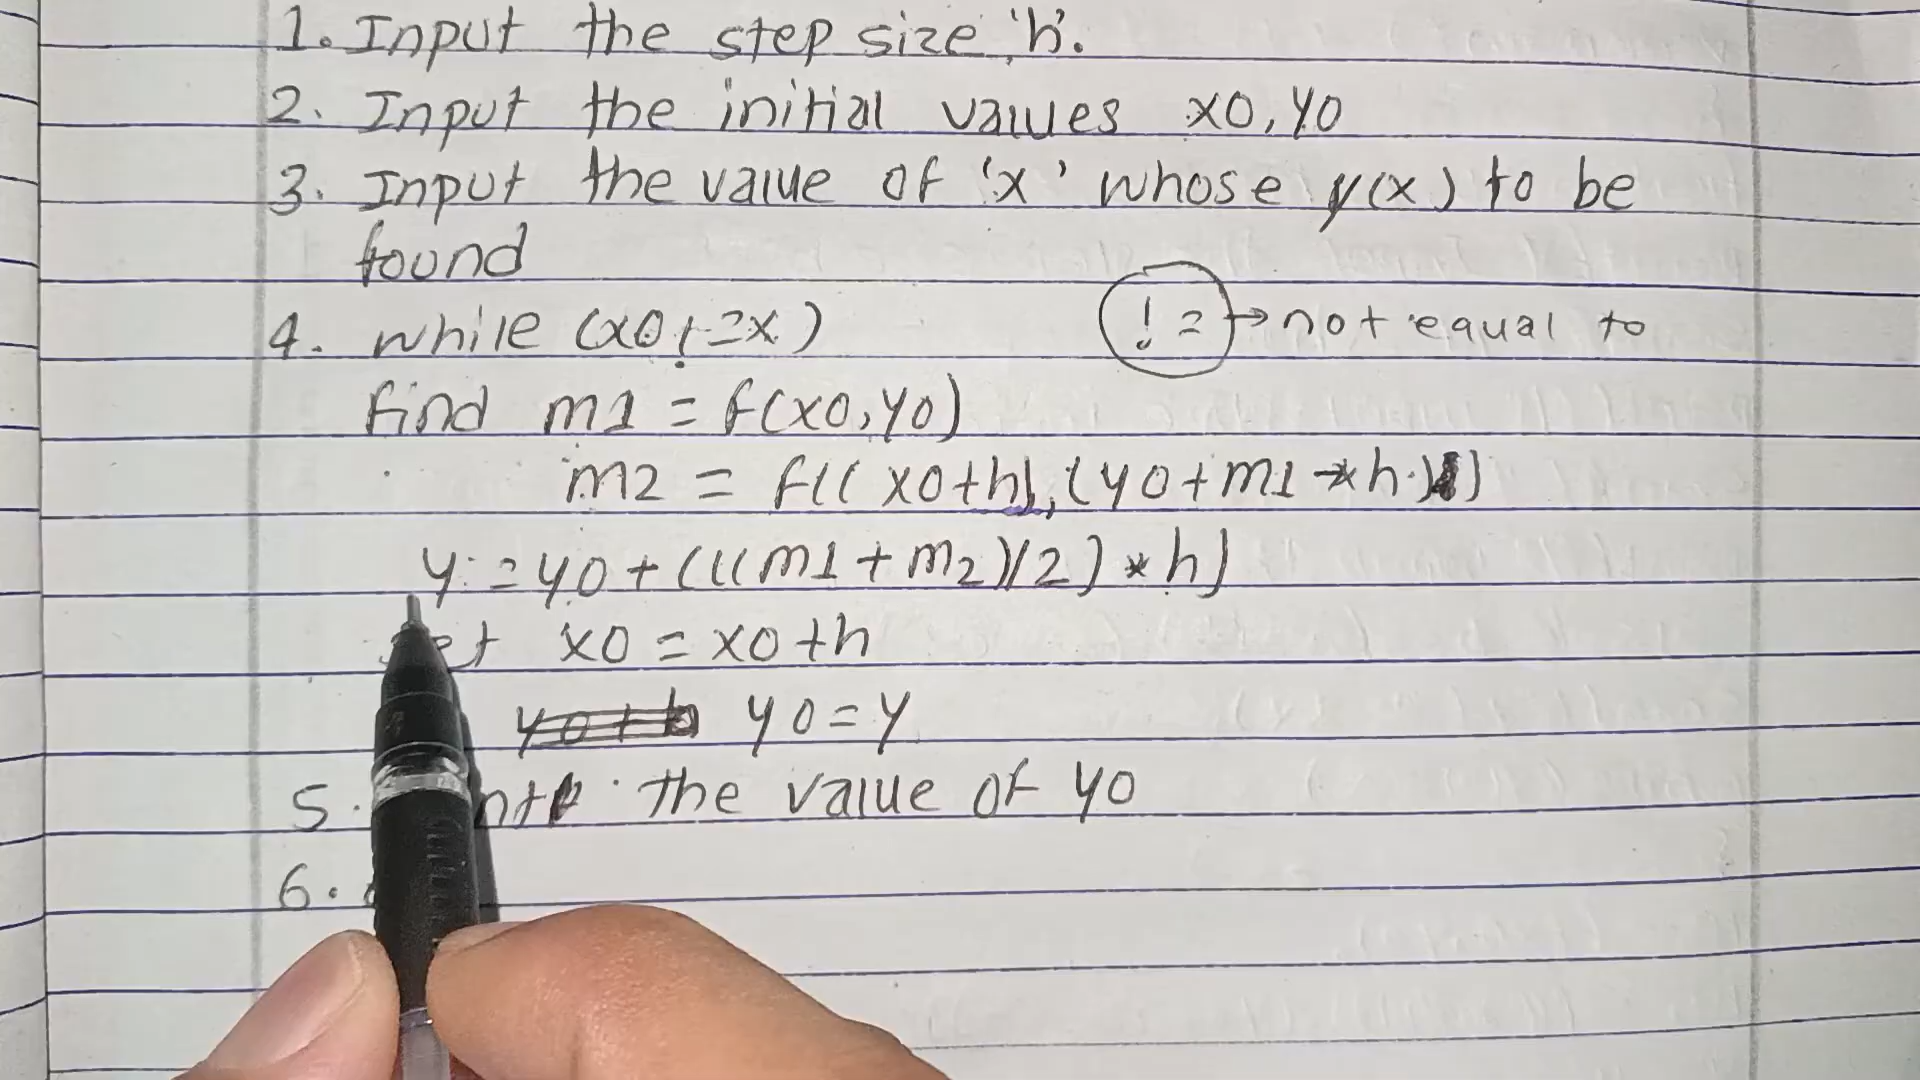 1. Input the step size 'h'.
2. Input the initial values x0, y0
3. Input the value of 'x' whose y(x) to be
found
4. while (x0!=x)
!= → not equal to
find m1 = f(x0,y0)
m2 = f((x0+h),(y0+m1*h))
y = y0+(((m1+m2)/2)*h)
set x0 = x0+h
y0=y
5. the value of y0
6.